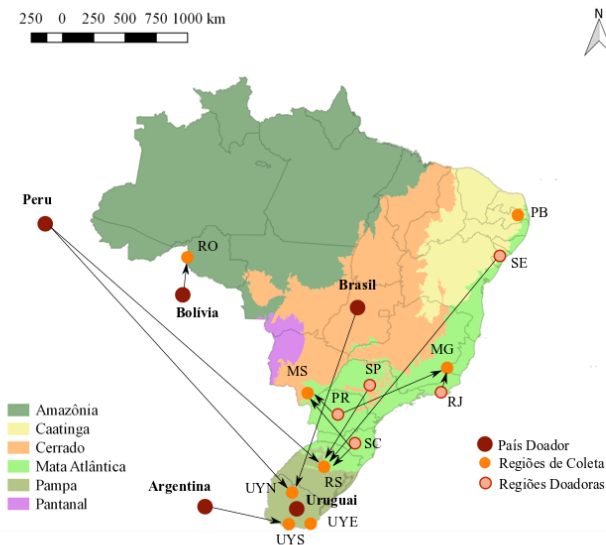 250 0 250 500 750 1000 km
N
Peru
PB
RO
SE
Brasil
Bolívia
MG
MS
SP
PR
RJ
Amazônia
Caatinga
Cerrado
Mata Atlântica
Pampa
Pantanal
SC
País Doador
Regiões de Coleta
Regiões Doadoras
RS
Argentina
UYN
Uruguai
UYE
UYS